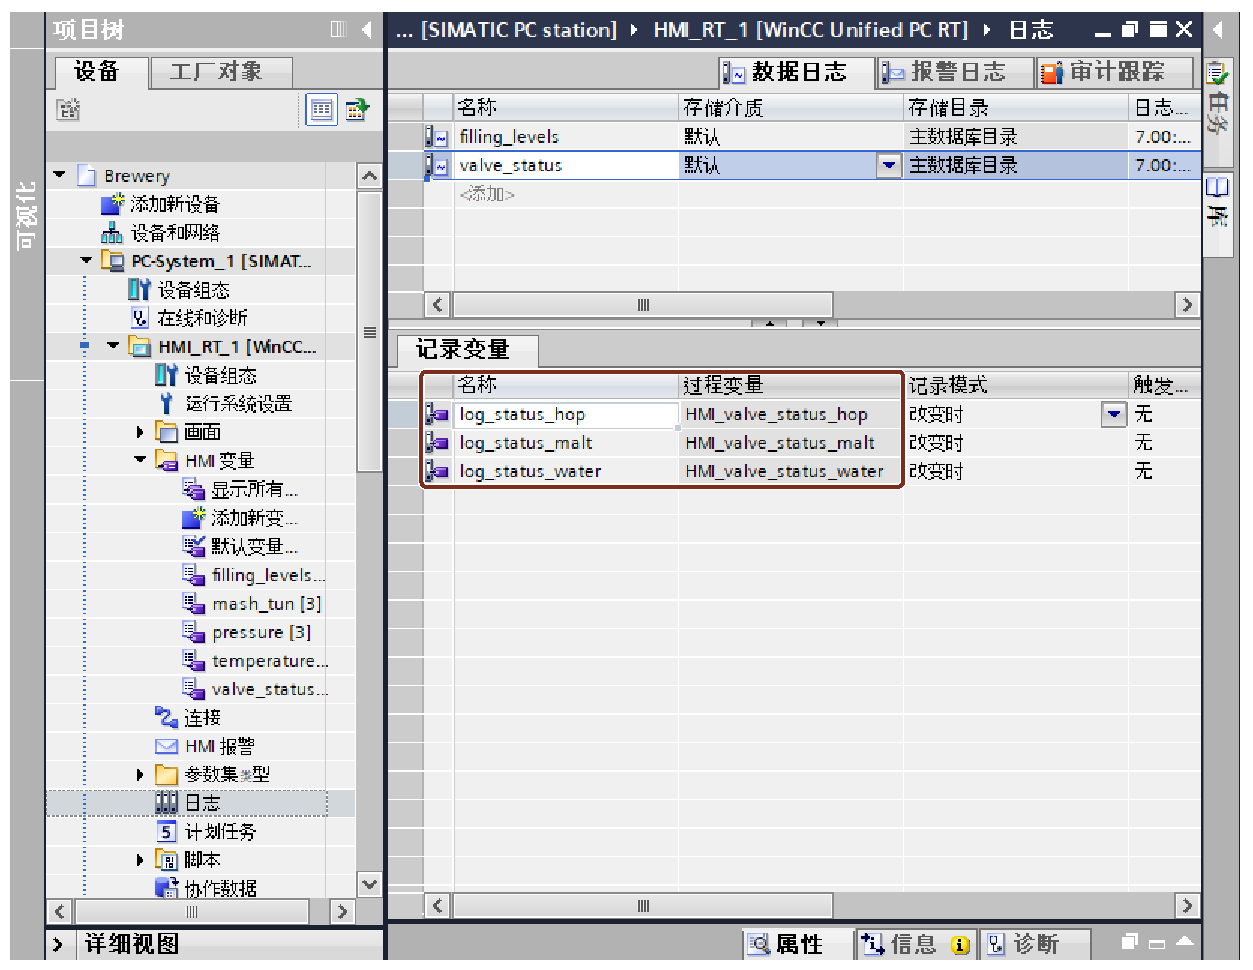 项目树
设备
工厂对象
Brewery
添加新设备
设备和网络
PC-System_1 [SIMAT...
设备组态
在线和诊断
HMI_RT_1 [WinCC...
设备组态
运行系统设置
画面
HMI 变量
显示所有...
添加新变...
默认变量...
filling_levels...
mash_tun [3]
pressure [3]
temperature...
valve_status...
连接
HMI 报警
参数集类型
日志
计划任务
脚本
协作数据
详细视图
可视化
... [SIMATIC PC station] ▸ HMI_RT_1 [WinCC Unified PC RT] ▸ 日志
数据日志 报警日志 审计跟踪
名称 存储介质 存储目录 日志...
filling_levels 默认 主数据库目录 7.00:...
valve_status 默认 主数据库目录 7.00:...
<添加>
记录变量
名称 过程变量 记录模式 触发...
log_status_hop HMI_valve_status_hop 改变时 无
log_status_malt HMI_valve_status_malt 改变时 无
log_status_water HMI_valve_status_water 改变时 无
属性 信息 诊断
任务
库